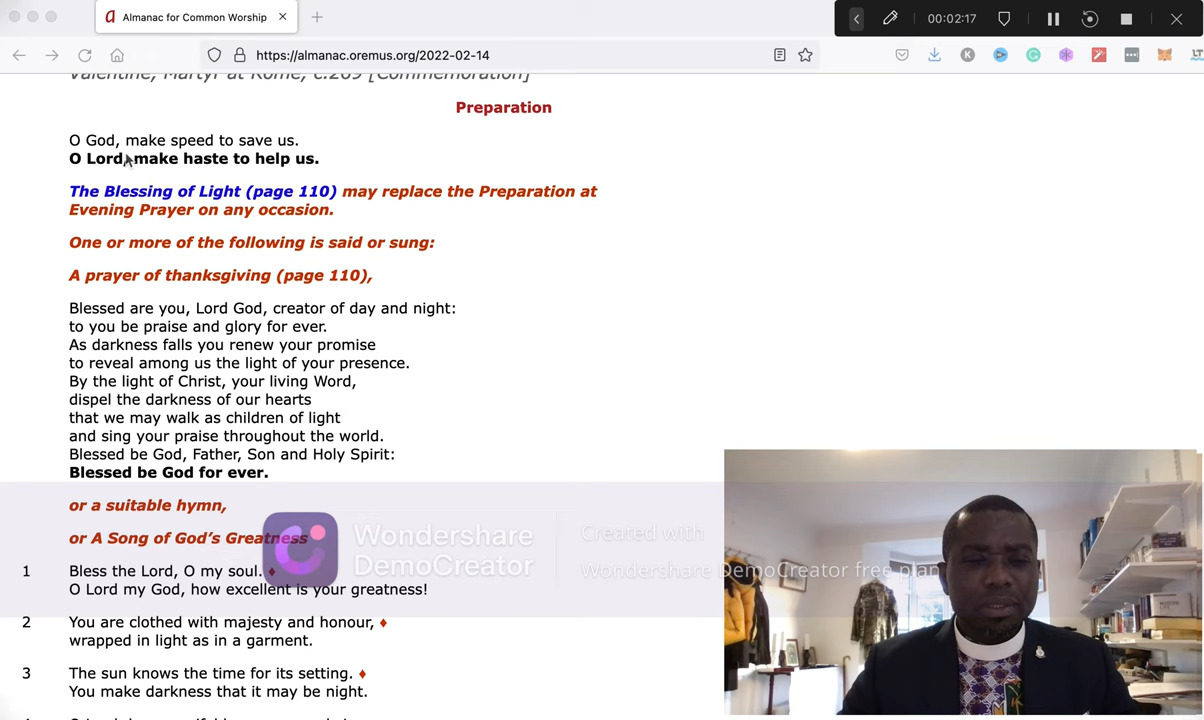 Almanac for Common Worship
00:02:17
https://almanac.oremus.org/2022-02-14
Valentine, Martyr at Rome, c.269 [Commemoration]
Preparation
O God, make speed to save us.
O Lord, make haste to help us.
The Blessing of Light (page 110) may replace the Preparation at
Evening Prayer on any occasion.
One or more of the following is said or sung:
A prayer of thanksgiving (page 110),
Blessed are you, Lord God, creator of day and night:
to you be praise and glory for ever.
As darkness falls you renew your promise
to reveal among us the light of your presence.
By the light of Christ, your living Word,
dispel the darkness of our hearts
that we may walk as children of light
and sing your praise throughout the world.
Blessed be God, Father, Son and Holy Spirit:
Blessed be God for ever.
or a suitable hymn,
or A Song of God's Greatness
1 Bless the Lord, O my soul. ♦
O Lord my God, how excellent is your greatness!
2 You are clothed with majesty and honour, ♦
wrapped in light as in a garment.
3 The sun knows the time for its setting. ♦
You make darkness that it may be night.
Wondershare
DemoCreator
Created with
Wondershare DemoCreator free plan